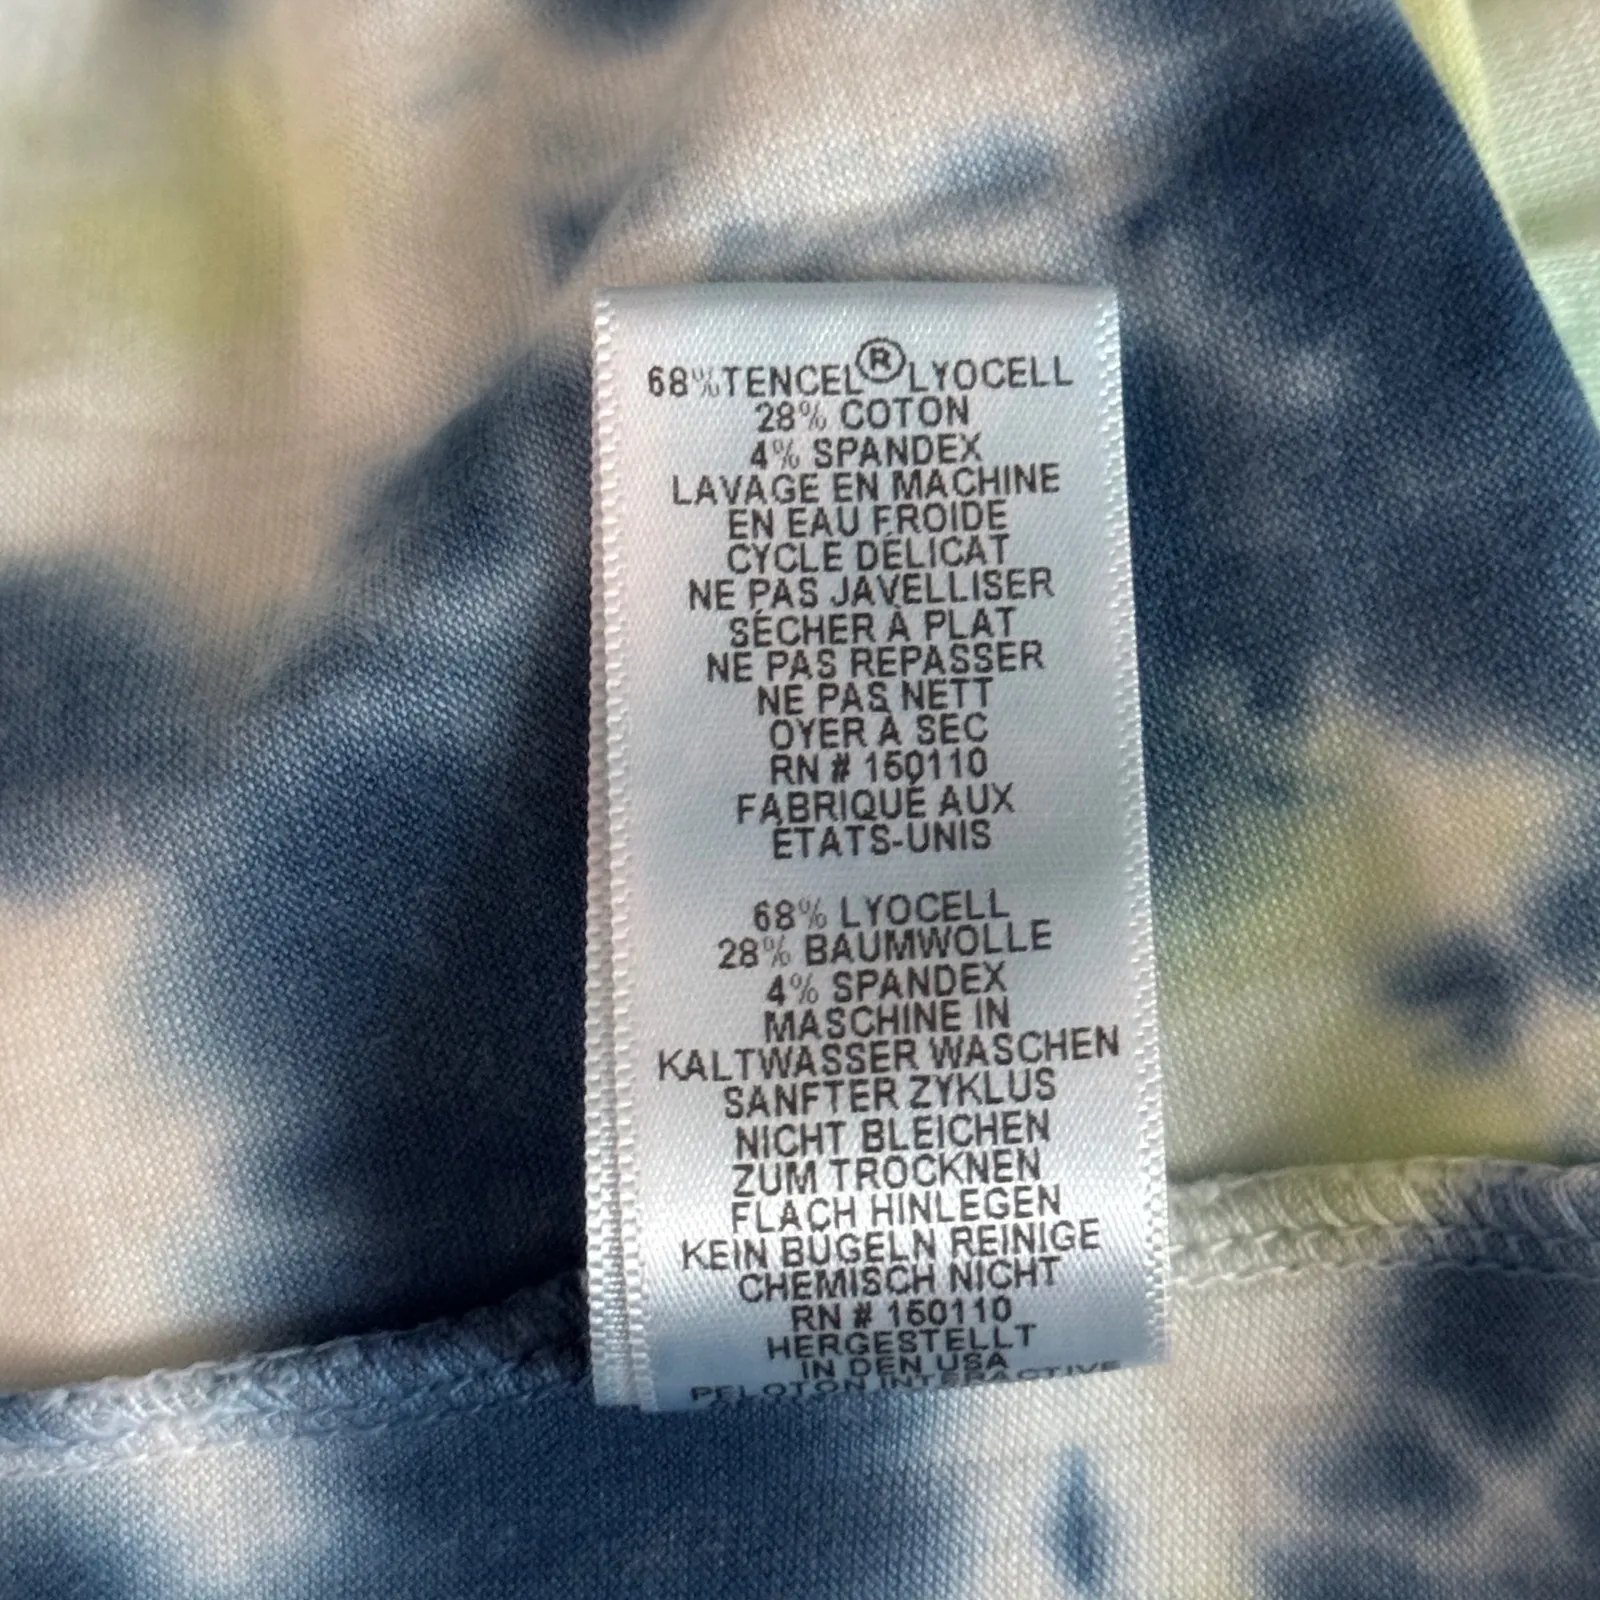 68%TENCEL®LYOCELL
28% COTON
4% SPANDEX
LAVAGE EN MACHINE
EN EAU FROIDE
CYCLE DÉLICAT
NE PAS JAVELLISER
SÉCHER À PLAT
NE PAS REPASSER
NE PAS NETT
OYER À SEC
RN # 150110
FABRIQUÉ AUX
ÉTATS-UNIS
68% LYOCELL
28% BAUMWOLLE
4% SPANDEX
MASCHINE IN
KALTWASSER WASCHEN
SANFTER ZYKLUS
NICHT BLEICHEN
ZUM TROCKNEN
FLACH HINLEGEN
KEIN BÜGELN REINIGE
CHEMISCH NICHT
RN # 150110
HERGESTELLT
IN DEN USA
PELOTON INTERACTIVE